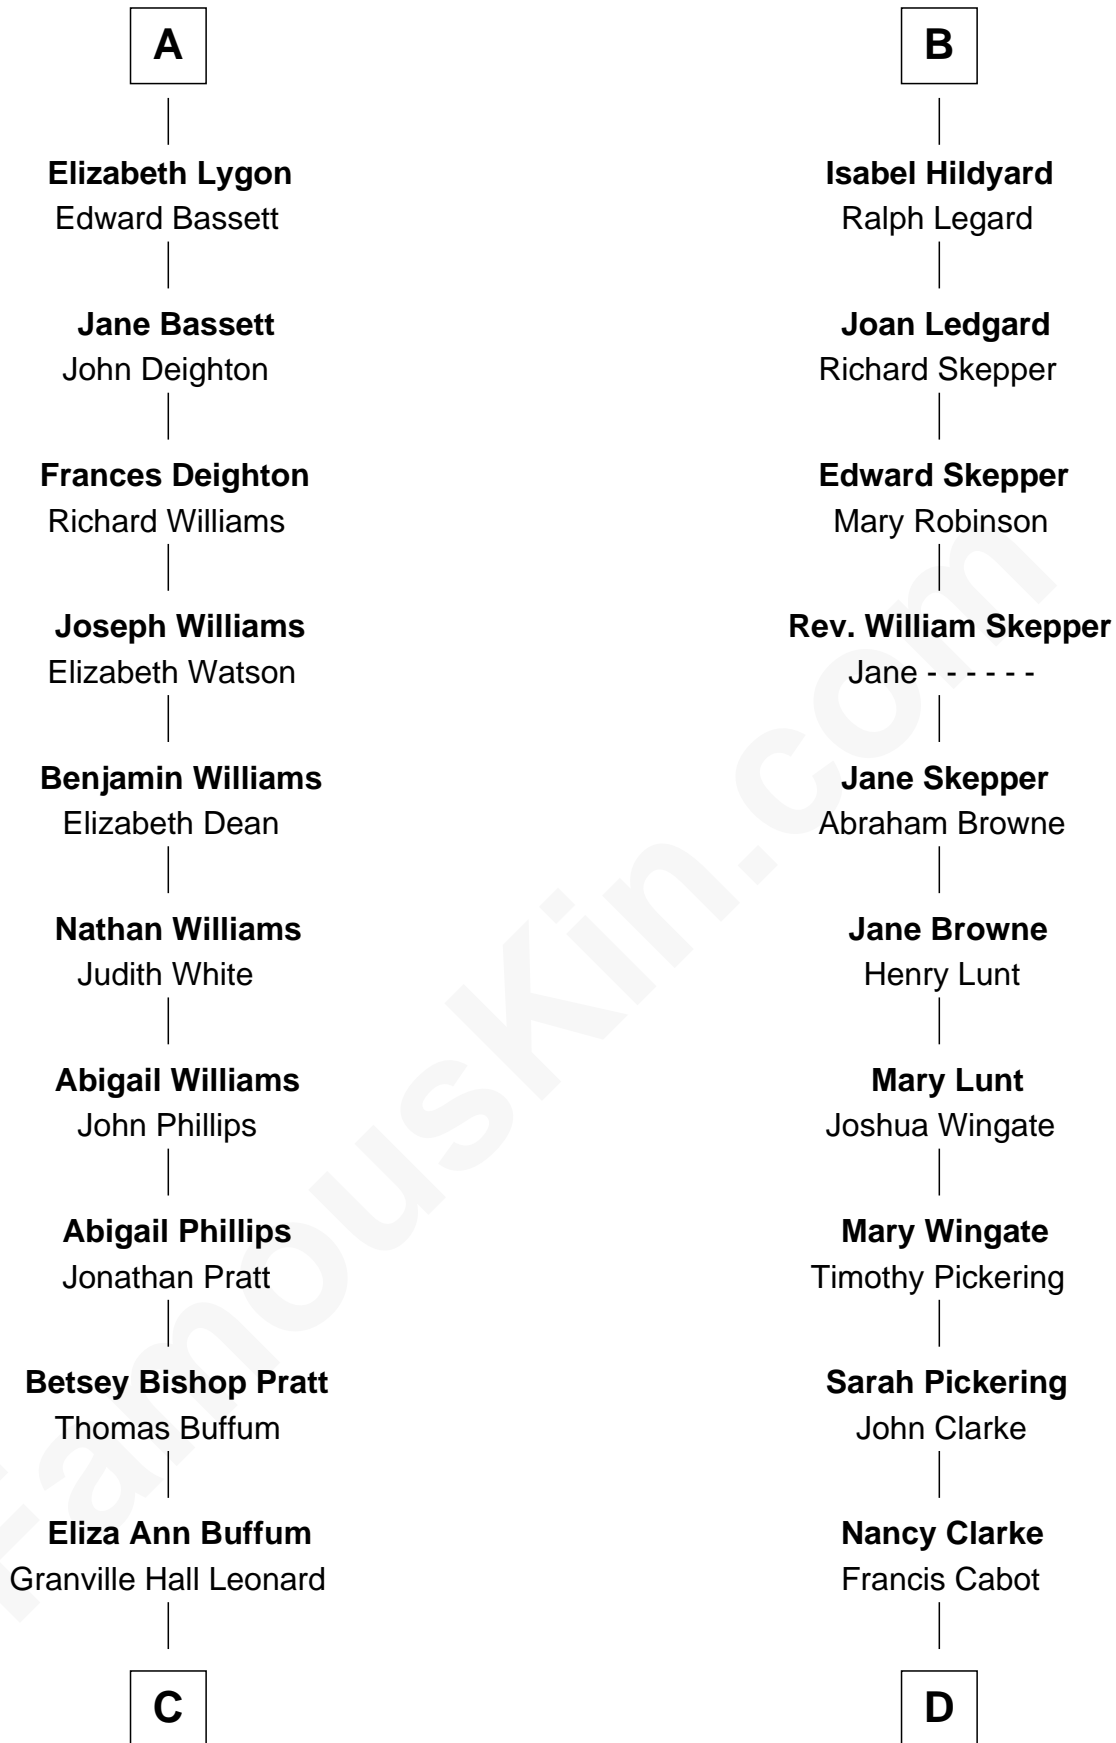 A
Elizabeth Lygon
Edward Bassett
Jane Bassett
John Deighton
Frances Deighton
Richard Williams
Joseph Williams
Elizabeth Watson
Benjamin Williams
Elizabeth Dean
Nathan Williams
Judith White
Abigail Williams
John Phillips
Abigail Phillips
Jonathan Pratt
Betsey Bishop Pratt
Thomas Buffum
Eliza Ann Buffum
Granville Hall Leonard
C
B
Isabel Hildyard
Ralph Legard
Joan Ledgard
Richard Skepper
Edward Skepper
Mary Robinson
Rev. William Skepper
Jane - - - - - -
Jane Skepper
Abraham Browne
Jane Browne
Henry Lunt
Mary Lunt
Joshua Wingate
Mary Wingate
Timothy Pickering
Sarah Pickering
John Clarke
Nancy Clarke
Francis Cabot
D
FamousKin.com